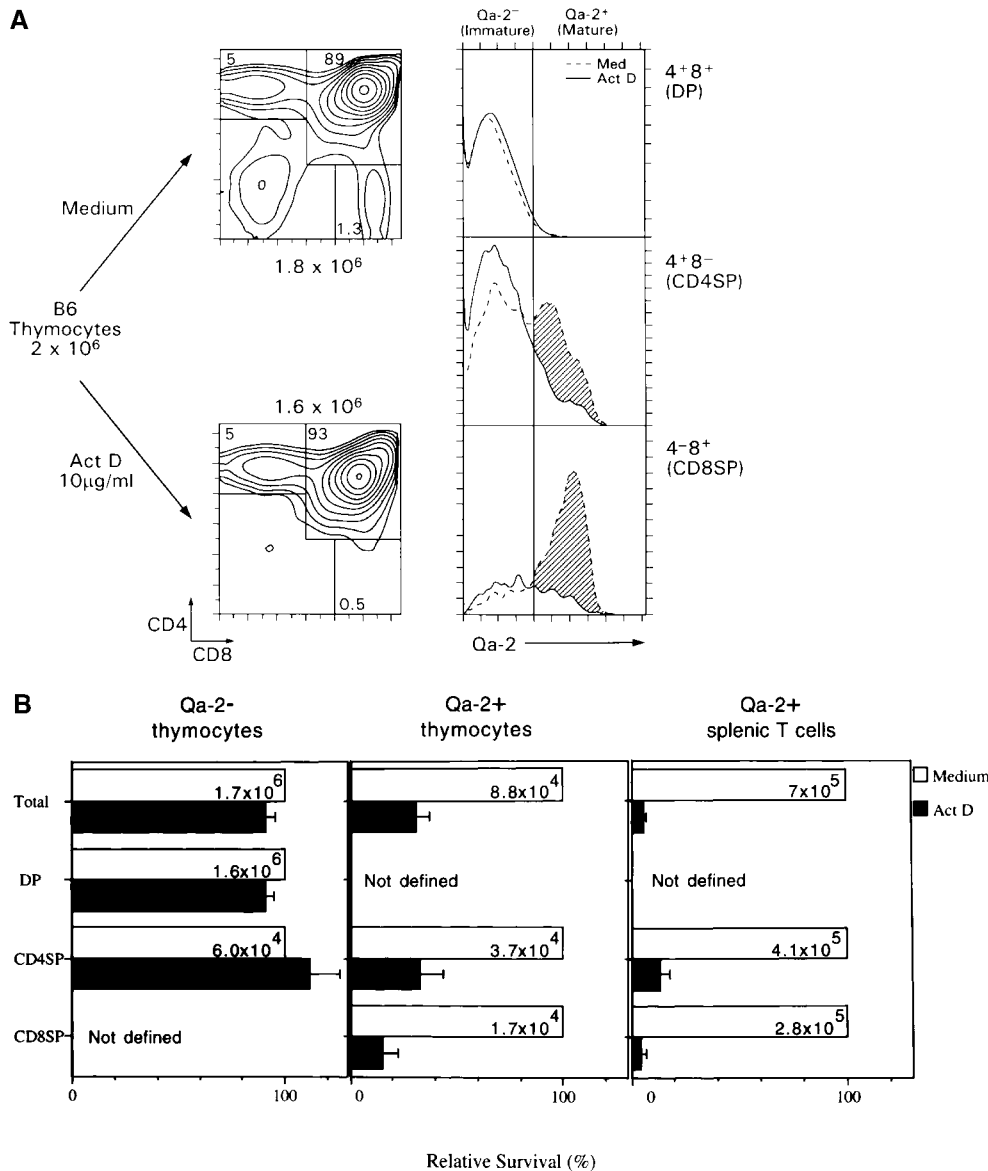 A
Qa-2⁻
(Immature)
Qa-2⁺
(Mature)
5
89
1.3
1.8 x 10⁶
Medium
B6
Thymocytes
2 x 10⁶
Act D
10µg/ml
1.6 x 10⁶
5
93
0.5
CD4
CD8
Med
Act D
4⁺8⁺
(DP)
4⁺8⁻
(CD4SP)
4⁻8⁺
(CD8SP)
Qa-2
B
Qa-2-
thymocytes
Qa-2+
thymocytes
Qa-2+
splenic T cells
Medium
Act D
Total
1.7x10⁶
8.8x10⁴
7x10⁵
DP
1.6x10⁶
Not defined
Not defined
CD4SP
6.0x10⁴
3.7x10⁴
4.1x10⁵
CD8SP
Not defined
1.7x10⁴
2.8x10⁵
0
100
0
100
0
100
Relative Survival (%)